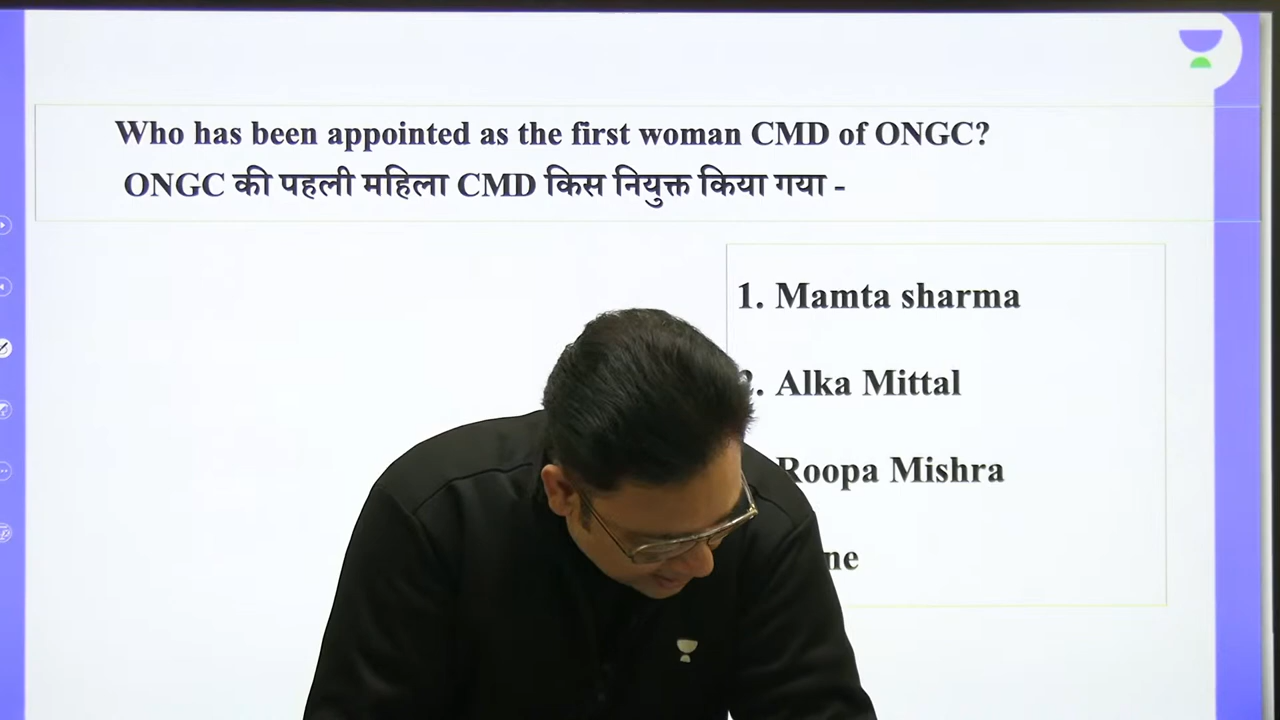 Who has been appointed as the first woman CMD of ONGC?
ONGC की पहली महिला CMD किस नियुक्त किया गया -
1. Mamta sharma
2. Alka Mittal
Roopa Mishra